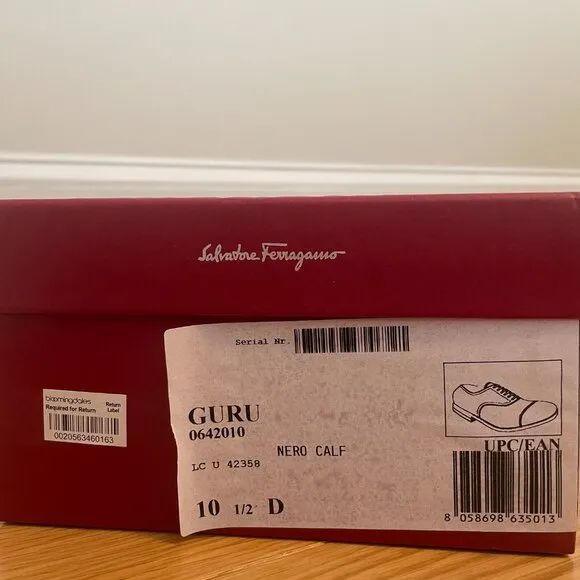 Salvatore Ferragamo
Serial Nr.
bloomingdales Return
Required for Return Label
0020563460163
GURU
0642010
NERO CALF
LC U 42358
10 1/2 D
UPC/EAN
8 058698 635013